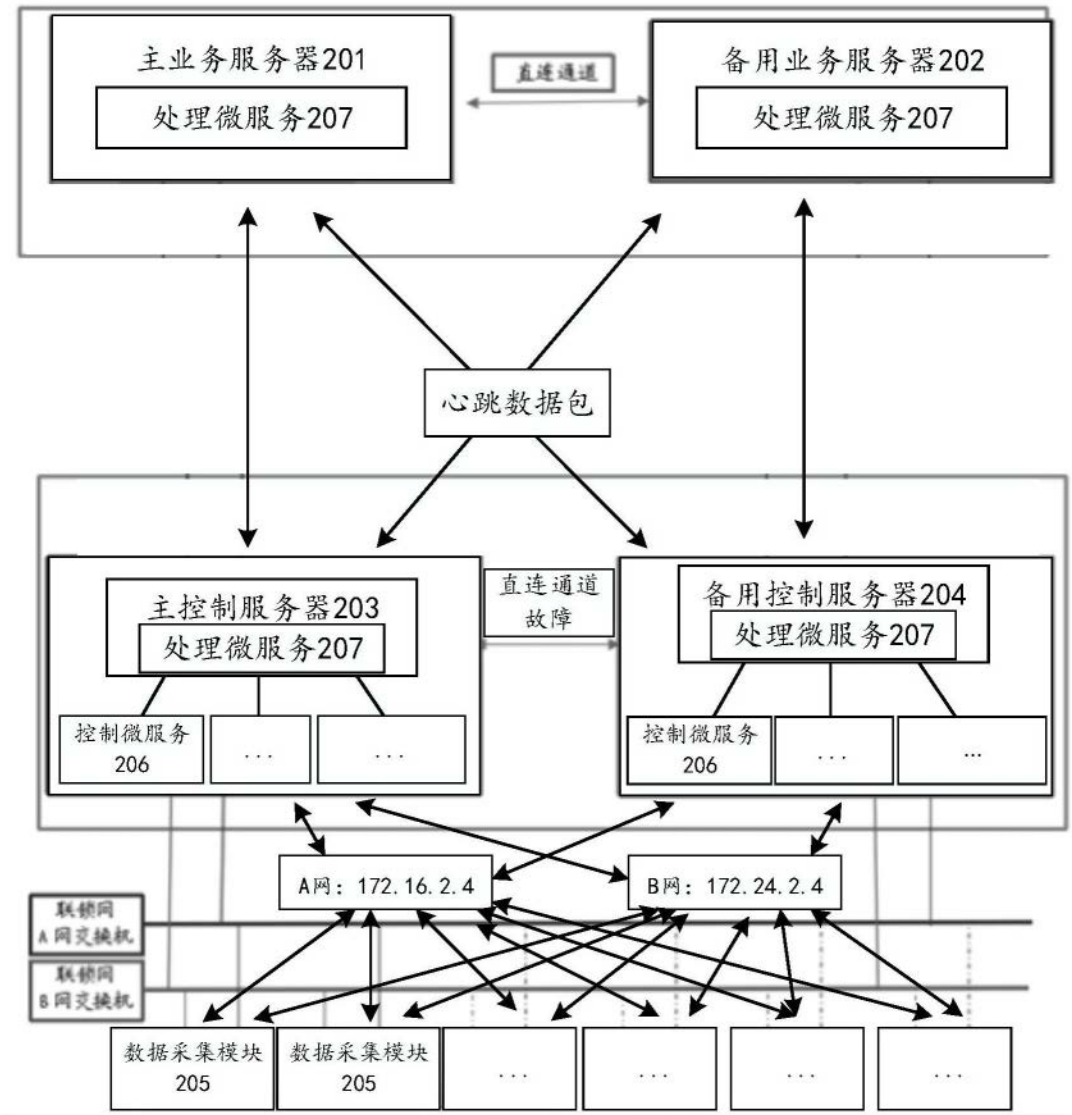 主业务服务器201
处理微服务207
直连通道
备用业务服务器202
处理微服务207
心跳数据包
主控制服务器203
处理微服务207
控制微服务
206
...
...
直连通道
故障
备用控制服务器204
处理微服务207
控制微服务
206
...
...
A网：172.16.2.4
B网：172.24.2.4
联锁网
A网交换机
联锁网
B网交换机
数据采集模块
205
数据采集模块
205
...
...
...
...